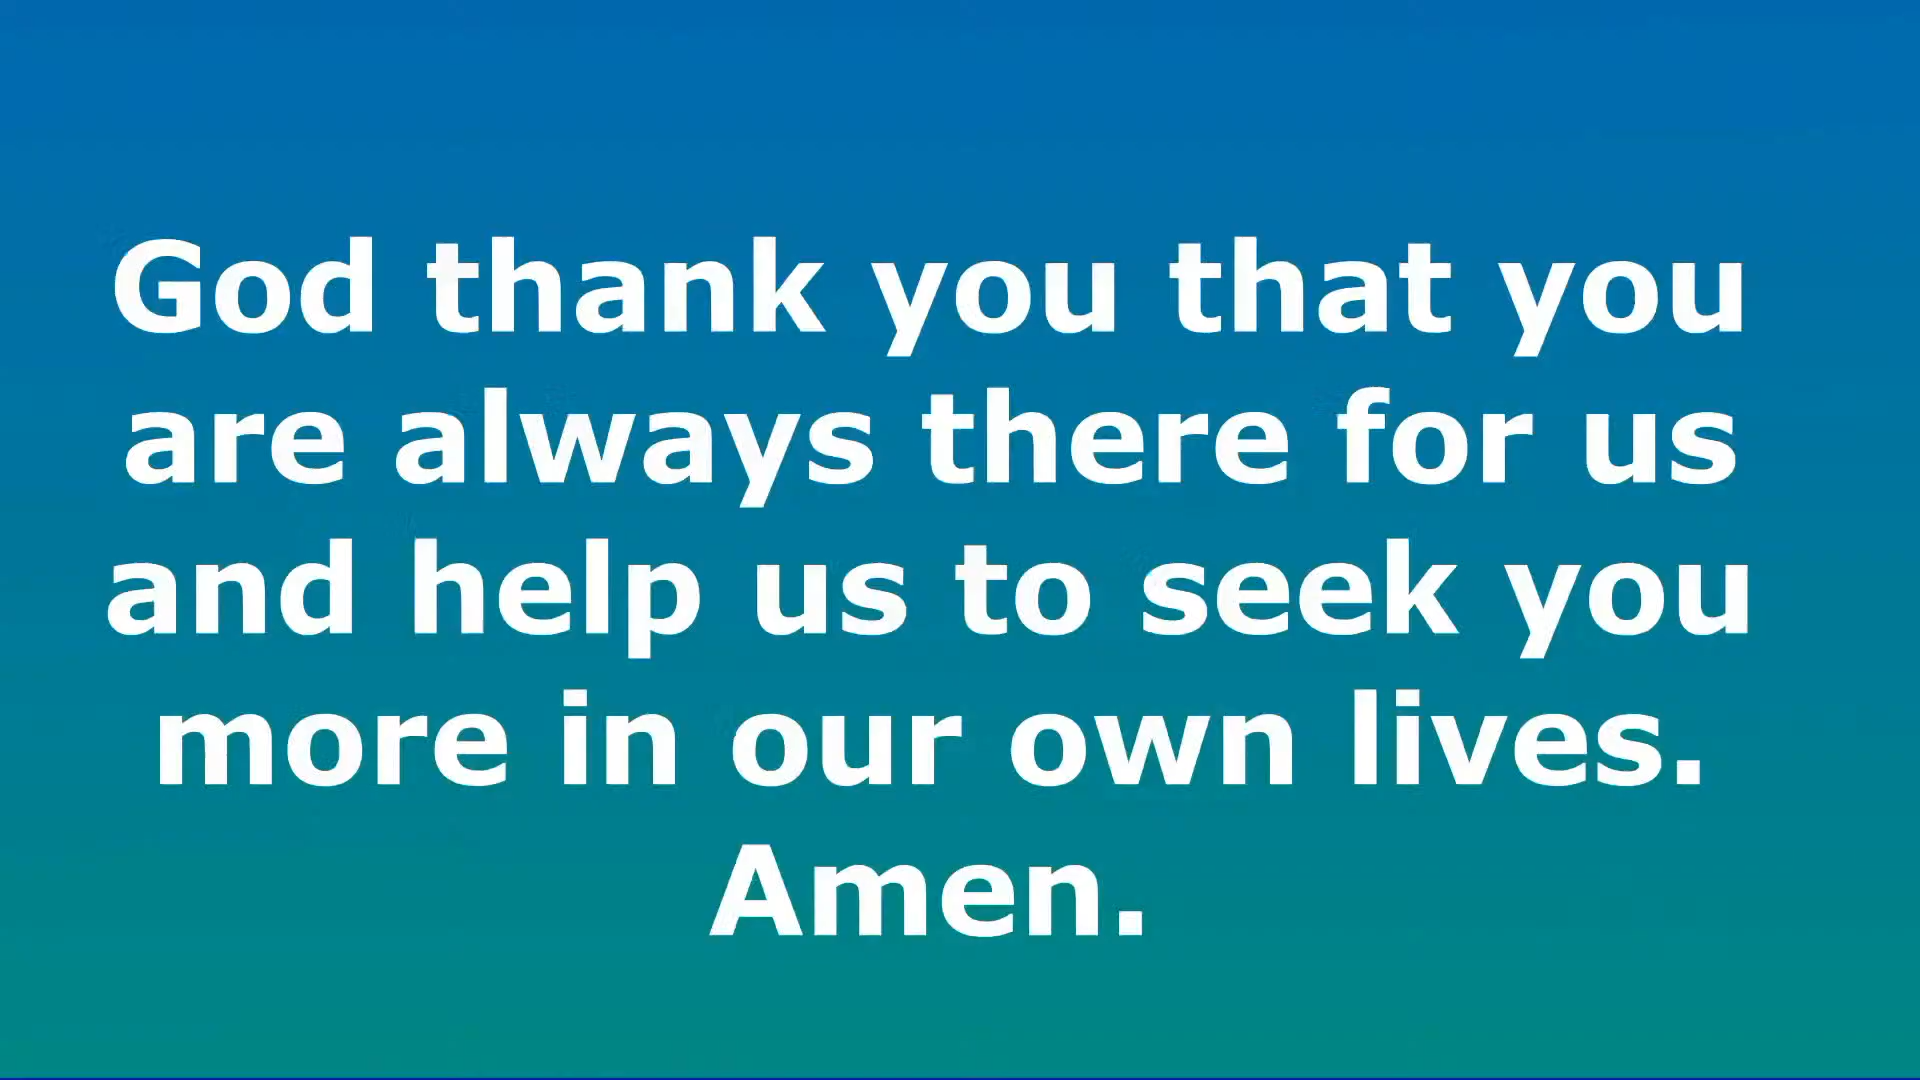 God thank you that you
are always there for us
and help us to seek you
more in our own lives.
Amen.